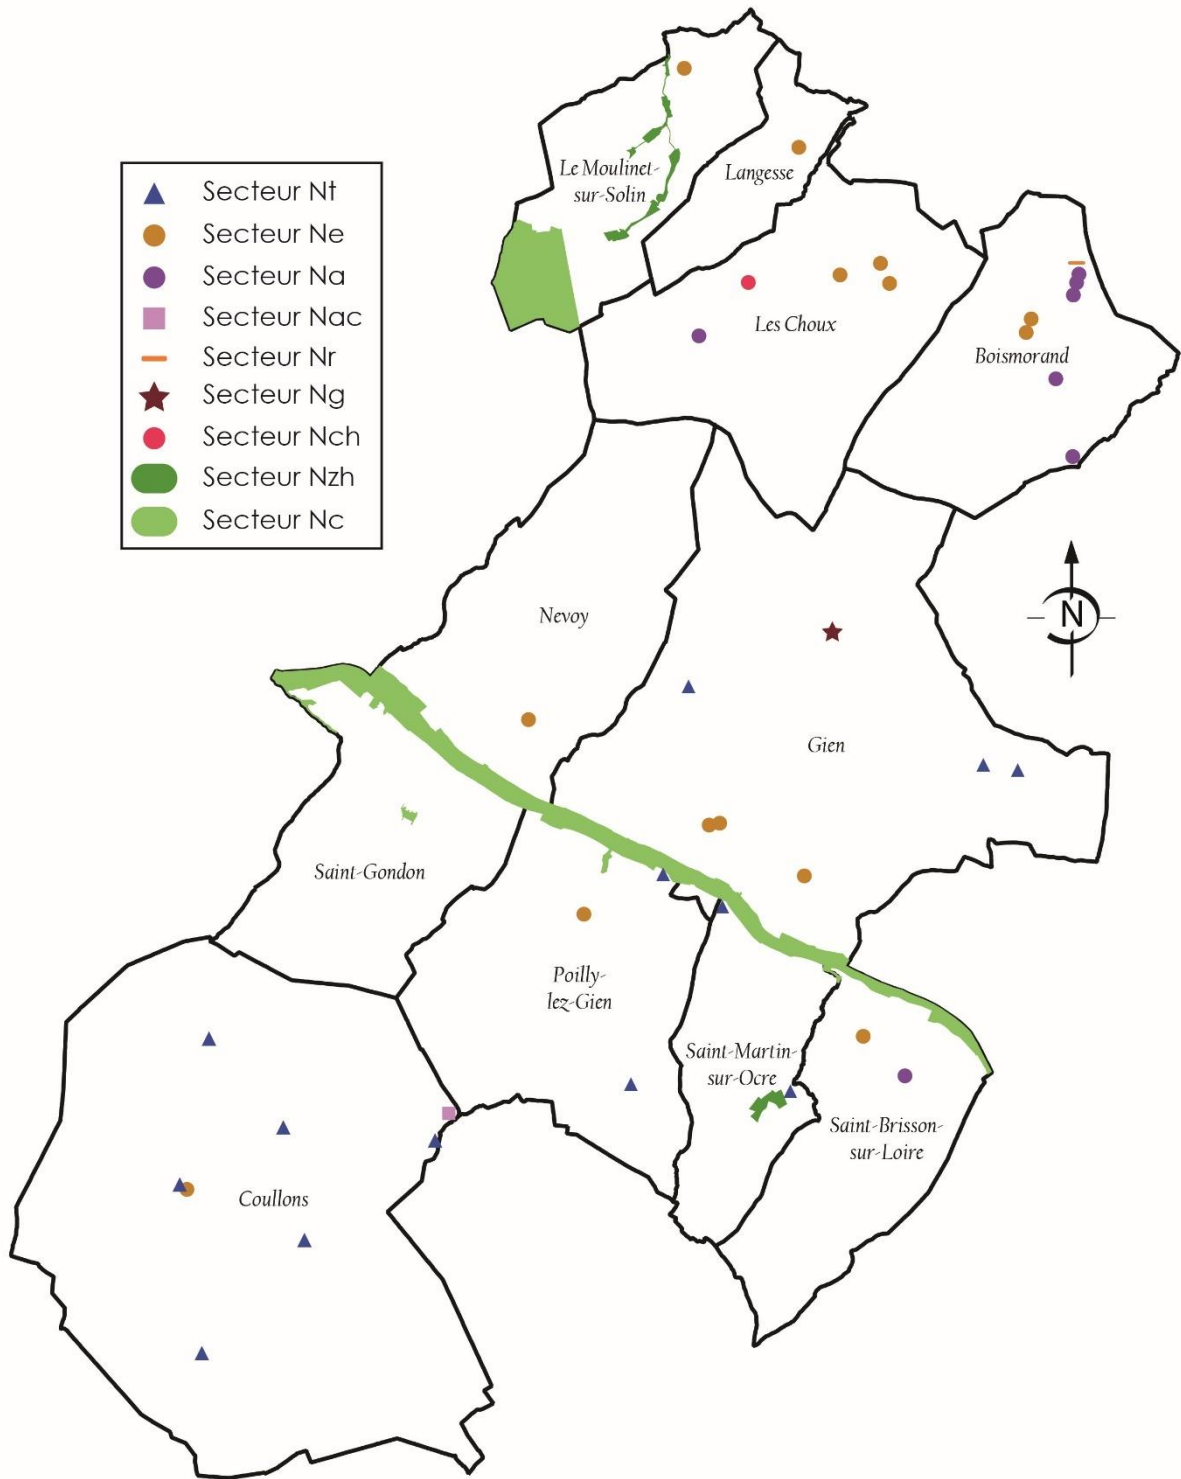 Secteur Nt
Secteur Ne
Secteur Na
Secteur Nac
Secteur Nr
Secteur Ng
Secteur Nch
Secteur Nzh
Secteur Nc
Le Moulinet-
sur-Solin
Langesse
Les Choux
Boismorand
N
Nevoy
Gien
Saint-Gondon
Poilly-
lez-Gien
Saint-Martin-
sur-Ocre
Saint-Brisson-
sur-Loire
Coullons